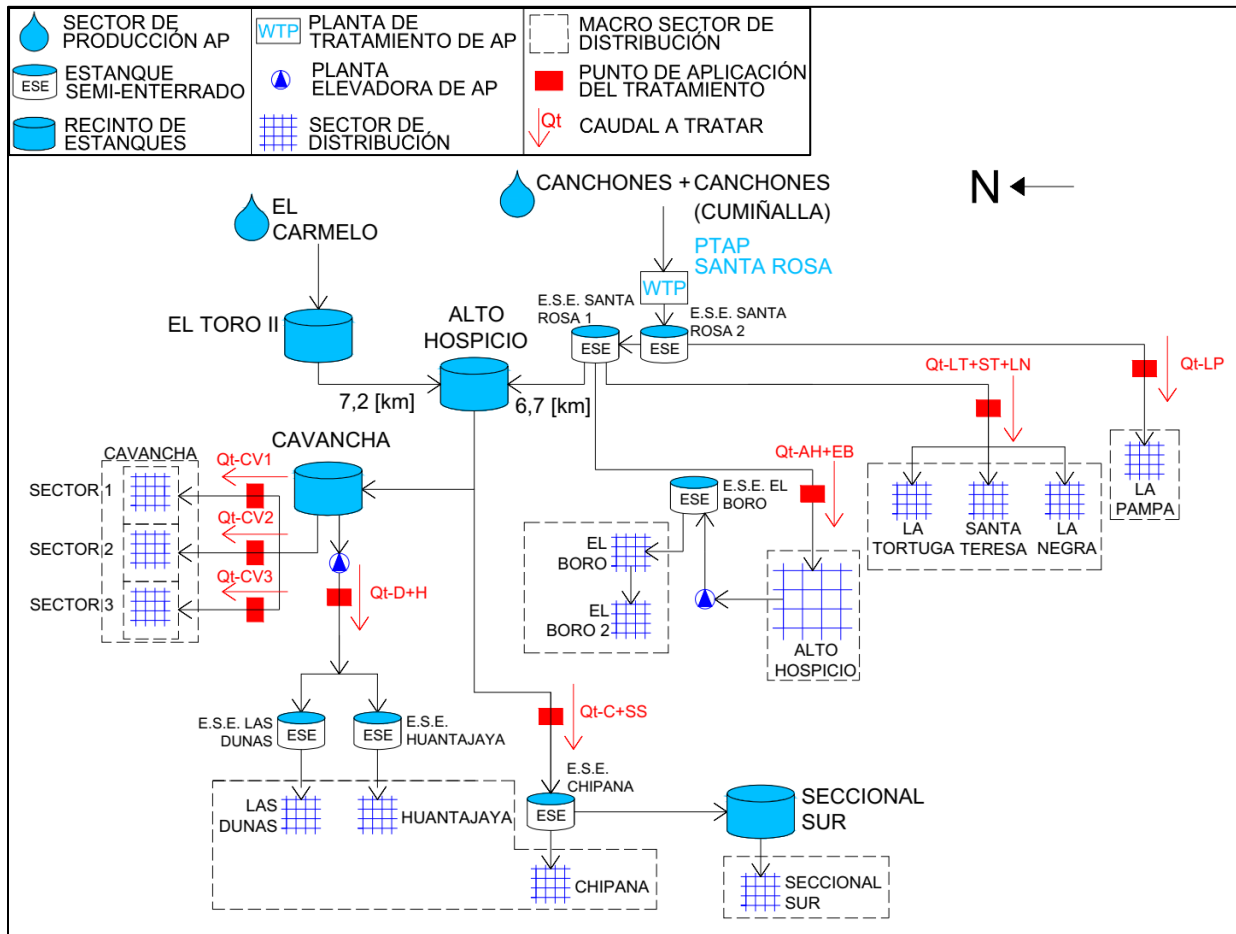 SECTOR DE
PRODUCCIÓN AP
WTP
PLANTA DE
TRATAMIENTO DE AP
MACRO SECTOR DE
DISTRIBUCIÓN
ESE
ESTANQUE
SEMI-ENTERRADO
PLANTA
ELEVADORA DE AP
PUNTO DE APLICACIÓN
DEL TRATAMIENTO
RECINTO DE
ESTANQUES
SECTOR DE
DISTRIBUCIÓN
Qt
CAUDAL A TRATAR
N
CANCHONES + CANCHONES
(CUMIÑALLA)
EL
CARMELO
PTAP
SANTA ROSA
WTP
E.S.E. SANTA
ROSA 1
E.S.E. SANTA
ROSA 2
ESE
ESE
EL TORO II
ALTO
HOSPICIO
7,2 [km]
6,7 [km]
Qt-LT+ST+LN
Qt-LP
CAVANCHA
CAVANCHA
Qt-CV1
SECTOR 1
Qt-CV2
SECTOR 2
Qt-CV3
SECTOR 3
Qt-D+H
Qt-AH+EB
ESE
E.S.E. EL
BORO
EL
BORO
EL
BORO 2
ALTO
HOSPICIO
LA
TORTUGA
SANTA
TERESA
LA
NEGRA
LA
PAMPA
E.S.E. LAS
DUNAS
ESE
ESE
E.S.E.
HUANTAJAYA
Qt-C+SS
LAS
DUNAS
HUANTAJAYA
E.S.E.
CHIPANA
ESE
CHIPANA
SECCIONAL
SUR
SECCIONAL
SUR